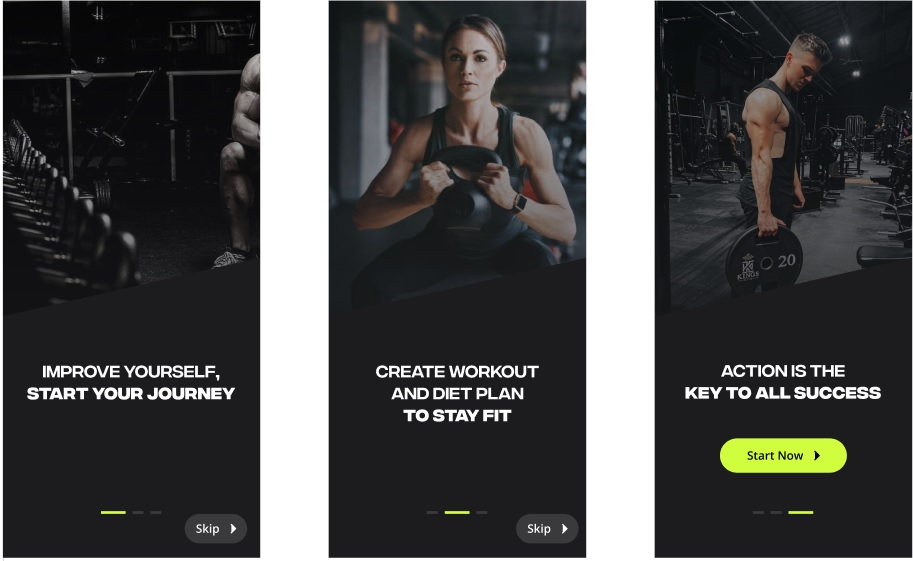 IMPROVE YOURSELF,
START YOUR JOURNEY
Skip
CREATE WORKOUT
AND DIET PLAN
TO STAY FIT
Skip
KINGS
20
ACTION IS THE
KEY TO ALL SUCCESS
Start Now